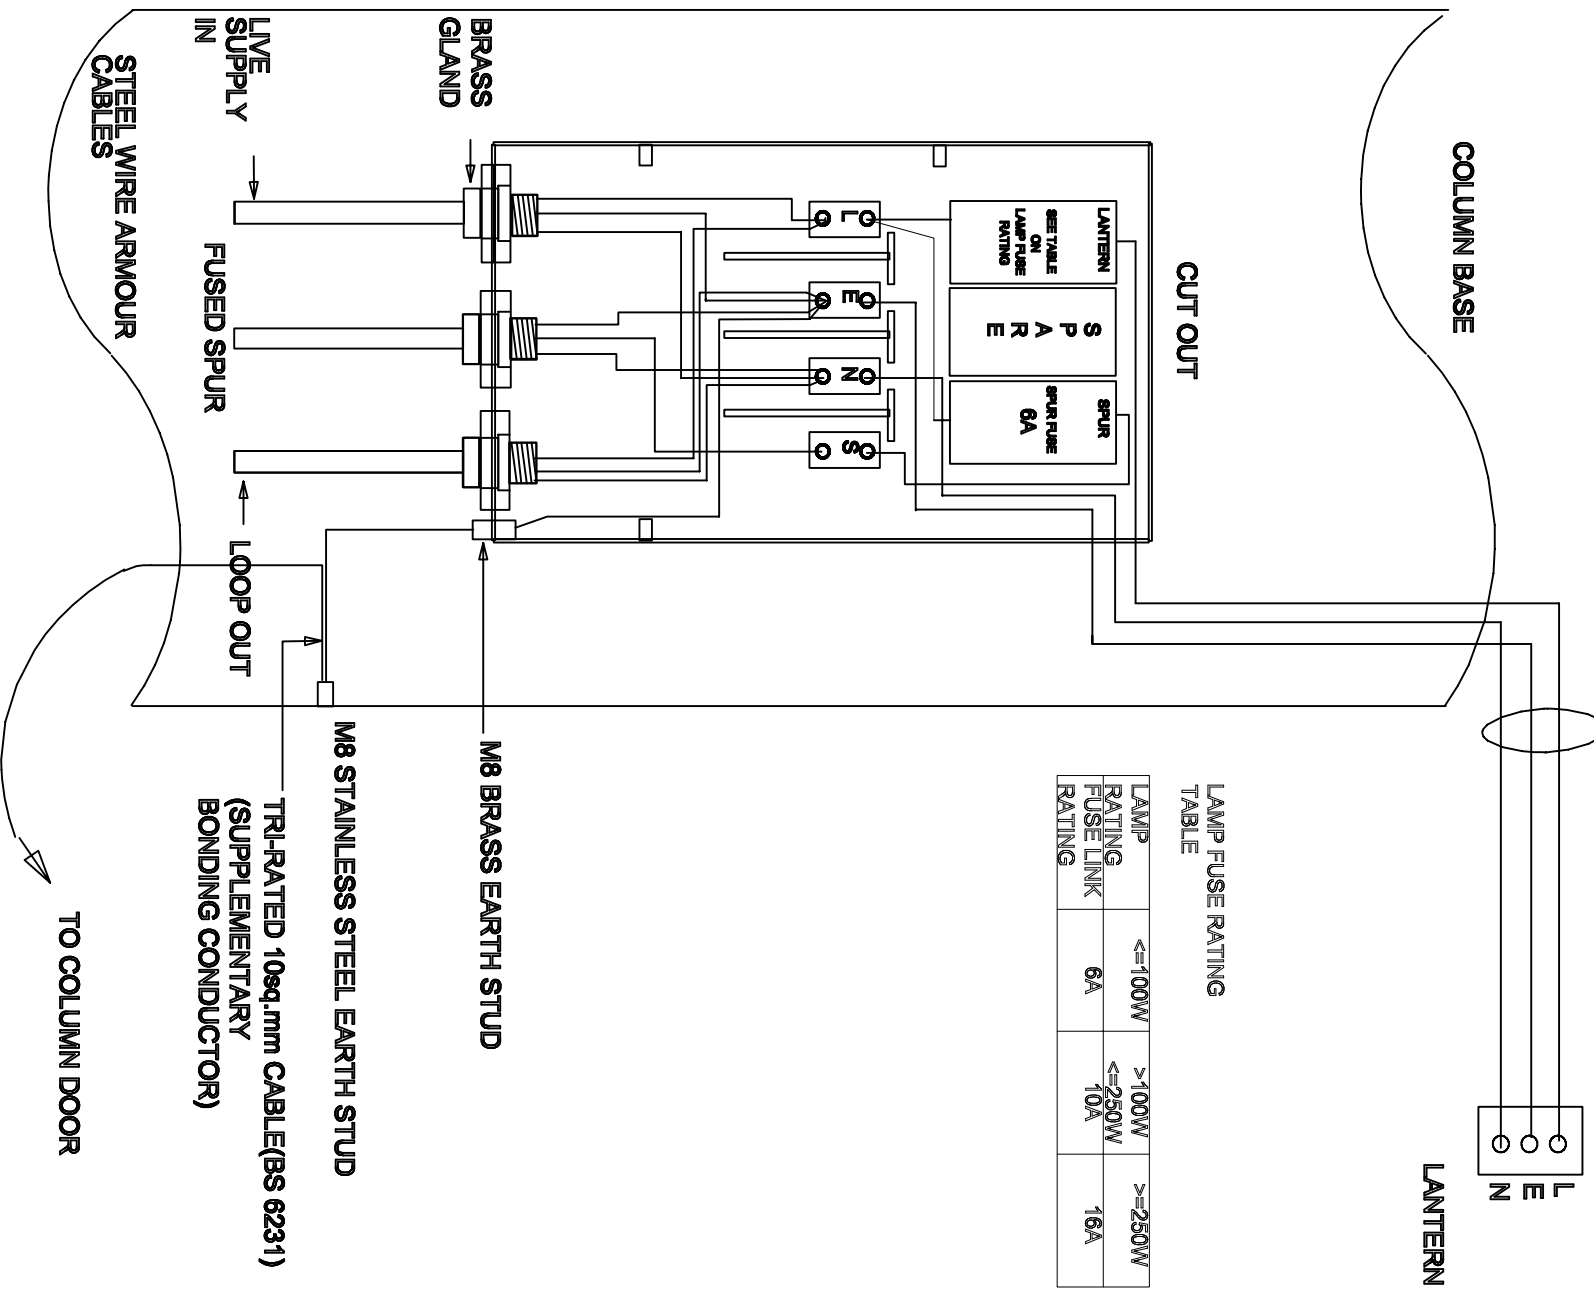 COLUMN BASE
CUT OUT
LANTERN
SEE TABLE
ON
LAMP FUSE
RATING
S
P
A
R
E
SPUR
SPUR FUSE
6A
L
E
N
S
BRASS
GLAND
LIVE
SUPPLY
IN
STEEL WIRE ARMOUR
CABLES
FUSED SPUR
LOOP OUT
L
E
N
LANTERN
LAMP FUSE RATING
TABLE
LAMP
RATING
<=100W
>100W
<=250W
>=250W
FUSE LINK
RATING
6A
10A
16A
M8 BRASS EARTH STUD
M8 STAINLESS STEEL EARTH STUD
TRI-RATED 10sq.mm CABLE(BS 6231)
(SUPPLEMENTARY
BONDING CONDUCTOR)
TO COLUMN DOOR